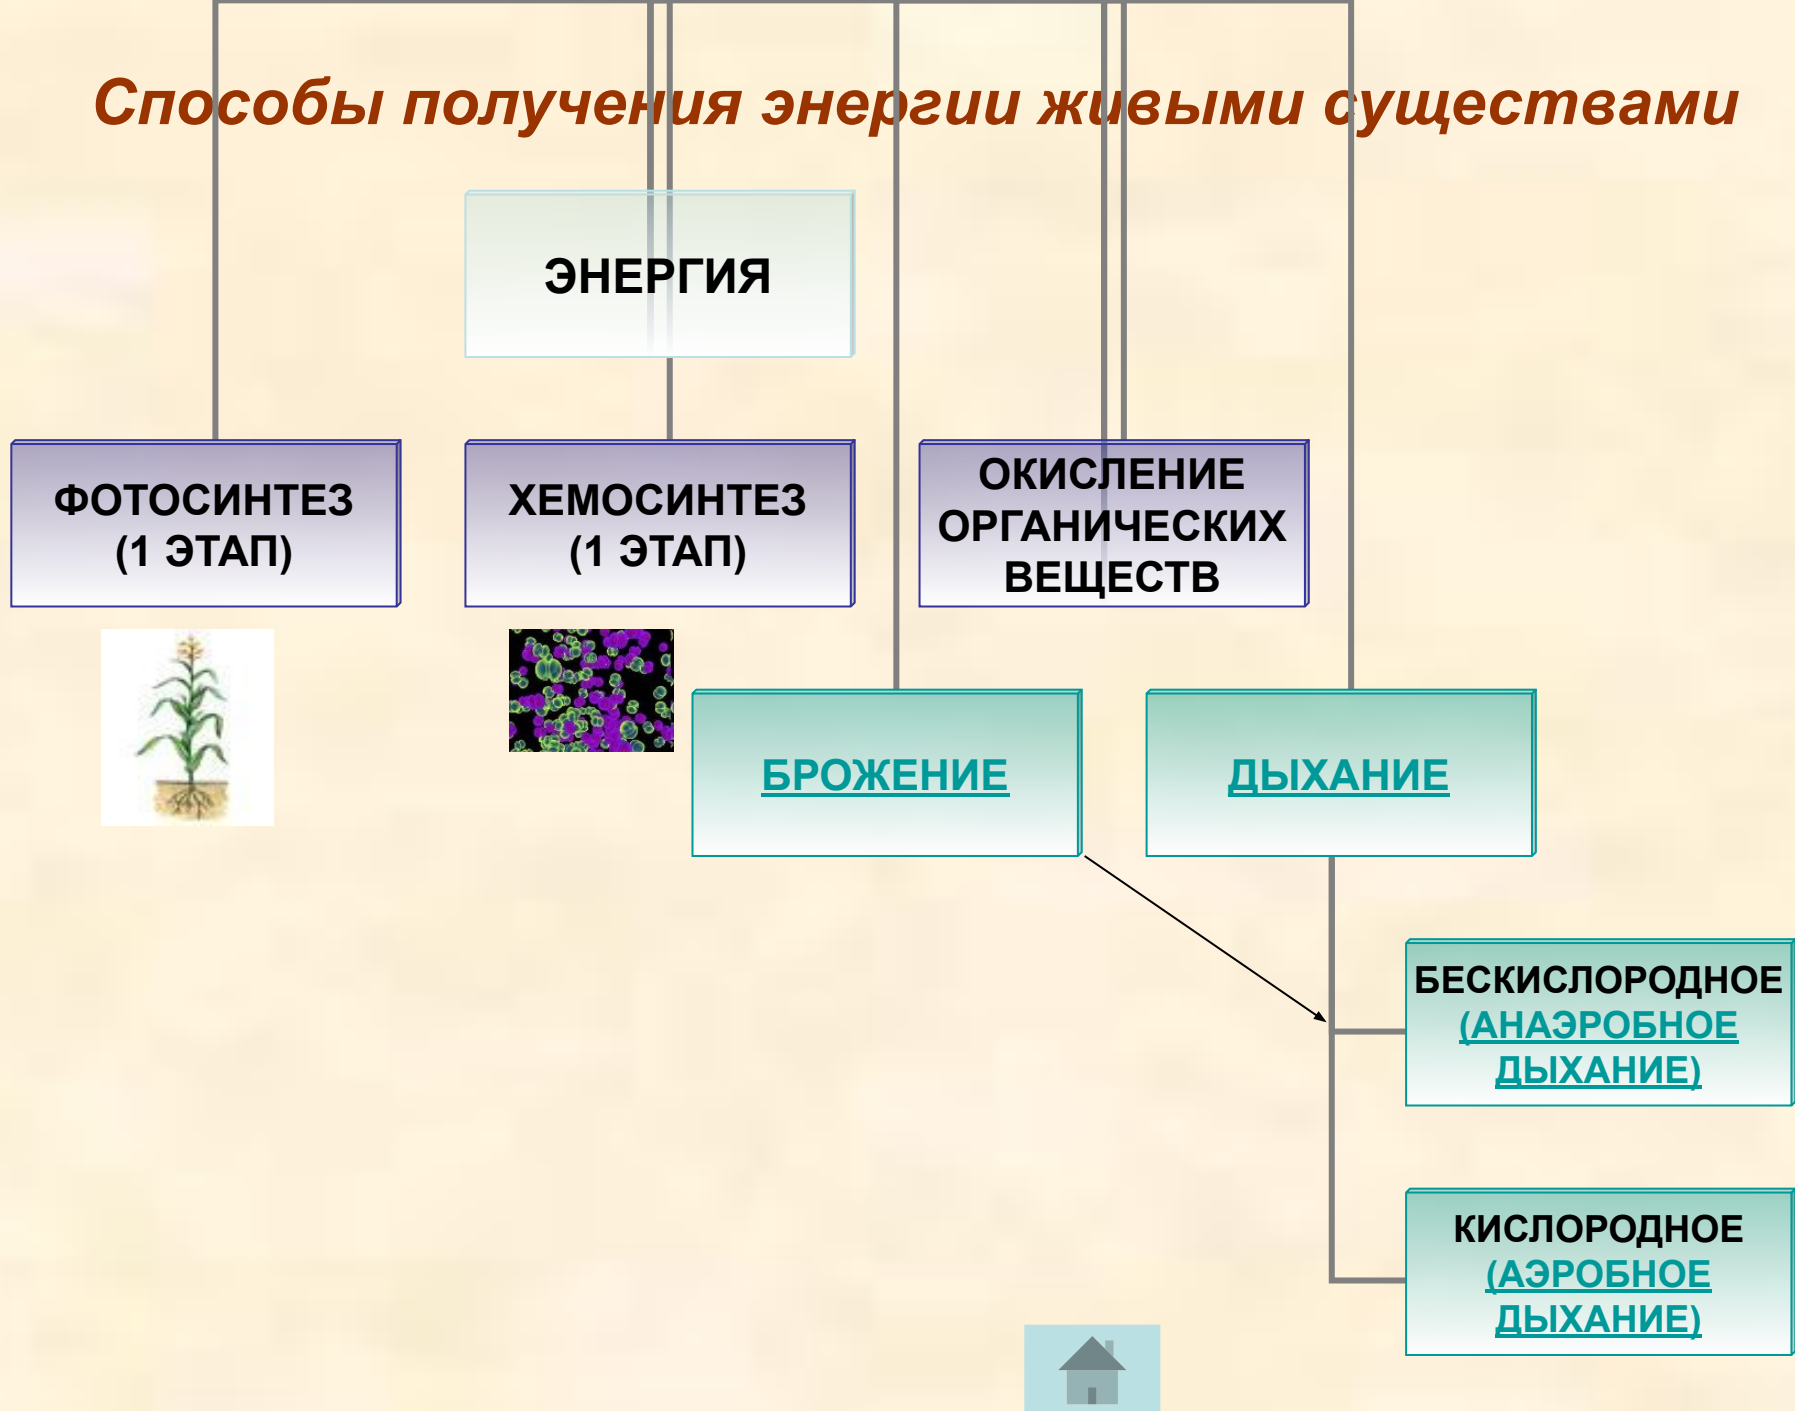 Способы получения энергии живыми существами
ЭНЕРГИЯ
ФОТОСИНТЕЗ
(1 ЭТАП)
ХЕМОСИНТЕЗ
(1 ЭТАП)
ОКИСЛЕНИЕ
ОРГАНИЧЕСКИХ
ВЕЩЕСТВ
БРОЖЕНИЕ
ДЫХАНИЕ
БЕСКИСЛОРОДНОЕ
(АНАЭРОБНОЕ
ДЫХАНИЕ)
КИСЛОРОДНОЕ
(АЭРОБНОЕ
ДЫХАНИЕ)